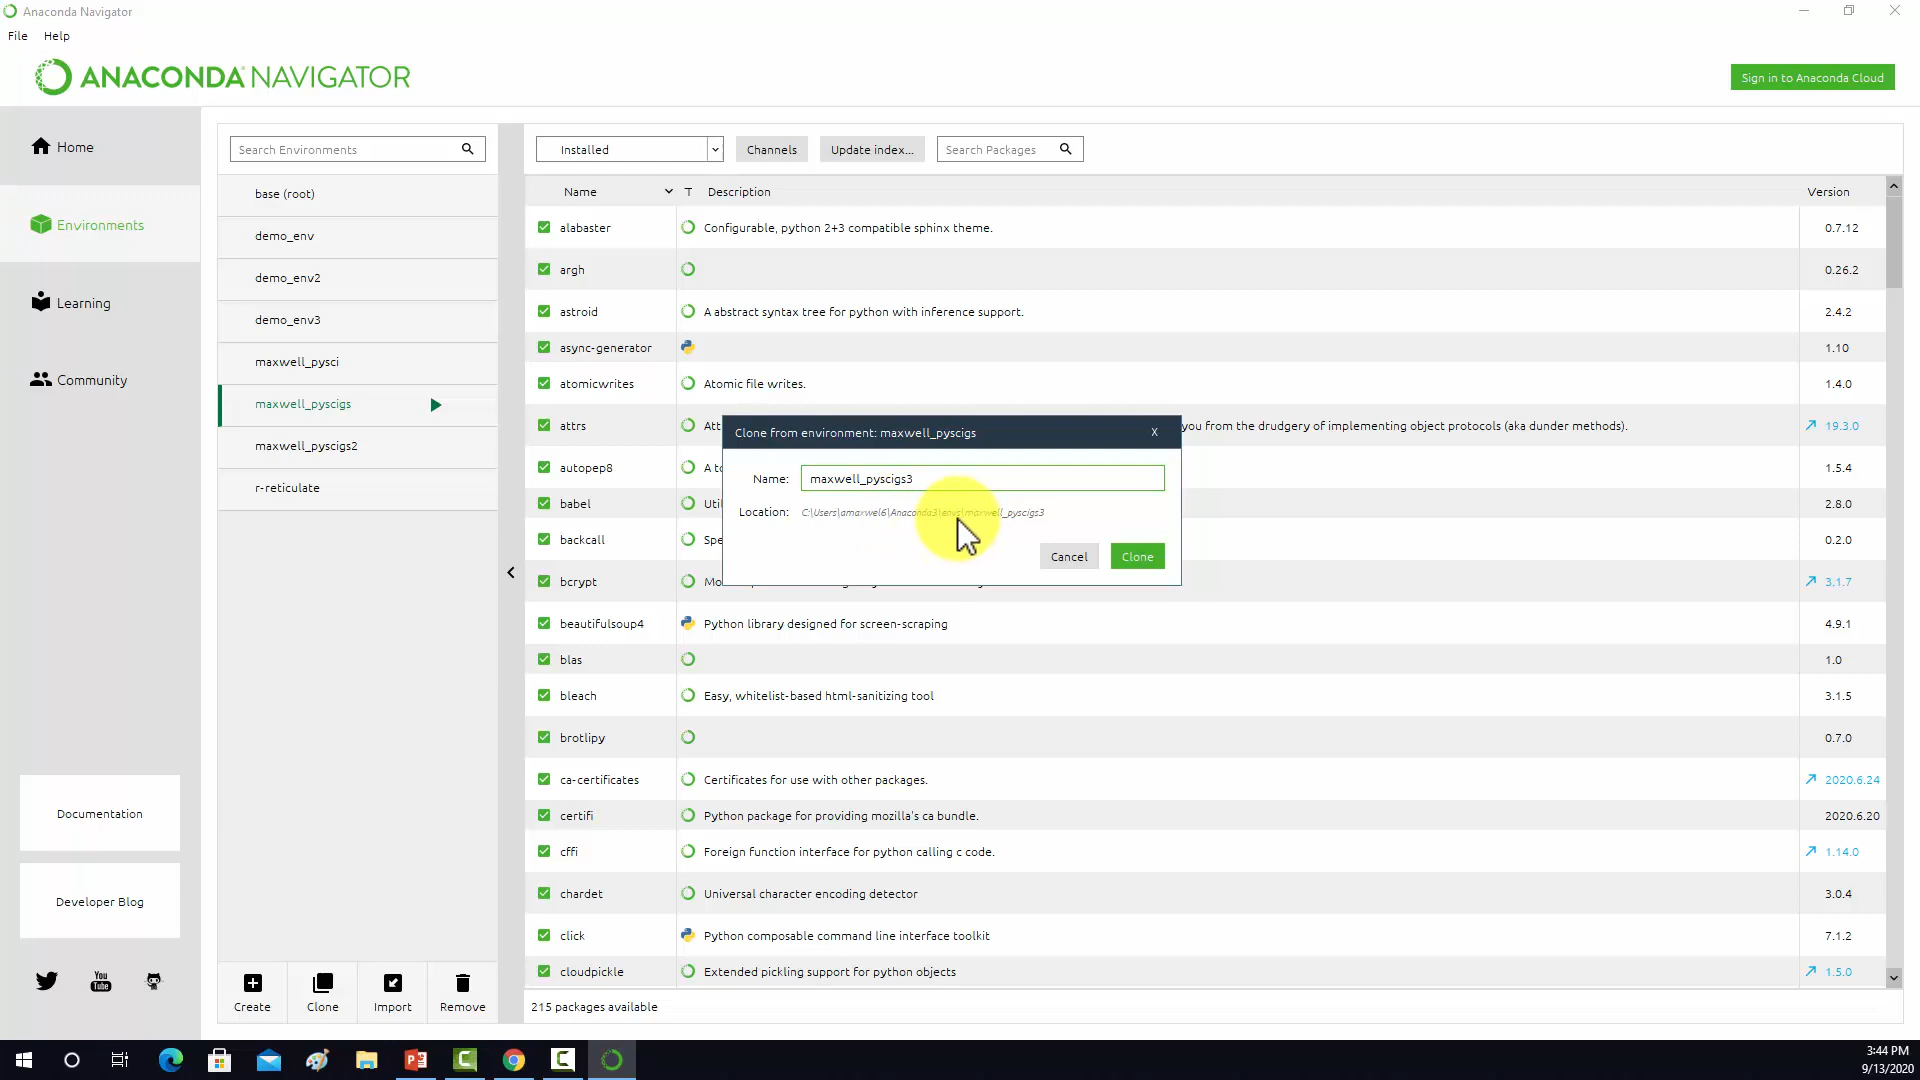 Anaconda Navigator
File Help
ANACONDA NAVIGATOR
Sign in to Anaconda Cloud
Home
Environments
Learning
Community
Documentation
Developer Blog
You Tube
Search Environments
base (root)
demo_env
demo_env2
demo_env3
maxwell_pysci
maxwell_pyscigs
maxwell_pyscigs2
r-reticulate
Create Clone Import Remove
Installed Channels Update index... Search Packages
Name T Description Version
alabaster Configurable, python 2+3 compatible sphinx theme. 0.7.12
argh 0.26.2
astroid A abstract syntax tree for python with inference support. 2.4.2
async-generator 1.10
atomicwrites Atomic file writes. 1.4.0
attrs Att you from the drudgery of implementing object protocols (aka dunder methods). 19.3.0
autopep8 A to 1.5.4
babel Util 2.8.0
backcall Spe 0.2.0
bcrypt Mo 3.1.7
beautifulsoup4 Python library designed for screen-scraping 4.9.1
blas 1.0
bleach Easy, whitelist-based html-sanitizing tool 3.1.5
brotlipy 0.7.0
ca-certificates Certificates for use with other packages. 2020.6.24
certifi Python package for providing mozilla's ca bundle. 2020.6.20
cffi Foreign function interface for python calling c code. 1.14.0
chardet Universal character encoding detector 3.0.4
click Python composable command line interface toolkit 7.1.2
cloudpickle Extended pickling support for python objects 1.5.0
215 packages available
Clone from environment: maxwell_pyscigs X
Name: maxwell_pyscigs3
Location: C:\Users\amaxwel6\Anaconda3\envs\maxwell_pyscigs3
Cancel Clone
3:44 PM
9/13/2020